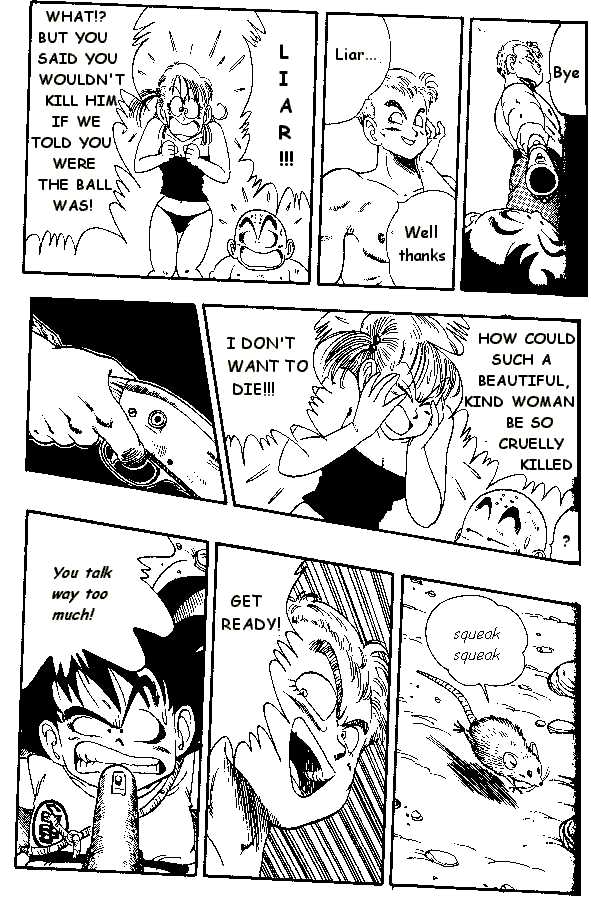 WHAT!?
BUT YOU
SAID YOU
WOULDN'T
KILL HIM
IF WE
TOLD YOU
WERE
THE BALL
WAS!
L
I
A
R
!!!
Liar....
Well
thanks
Bye
I DON'T
WANT TO
DIE!!!
HOW COULD
SUCH A
BEAUTIFUL,
KIND WOMAN
BE SO
CRUELLY
KILLED
?
You talk
way too
much!
GET
READY!
squeak
squeak